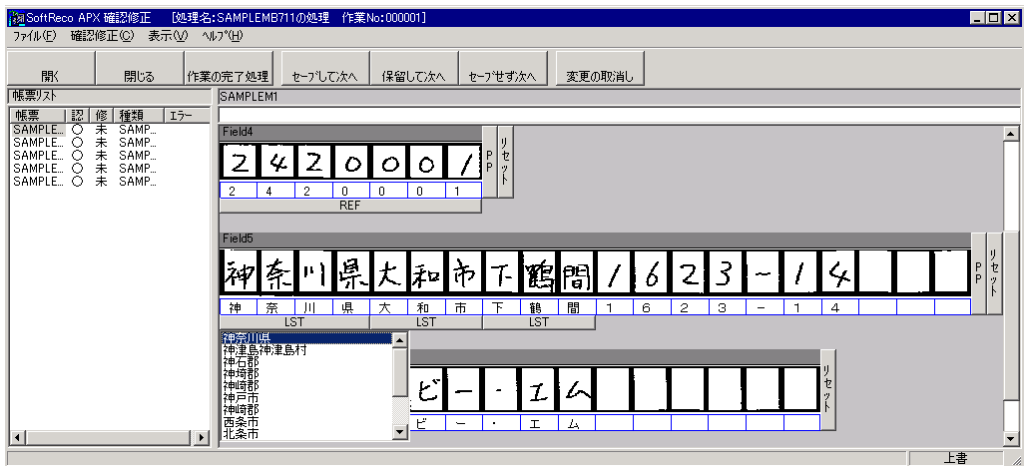 SoftReco APX 確認修正 [処理名:SAMPLEMB711の処理 作業No:000001]
ファイル(F) 確認修正(C) 表示(V) ヘルプ(H)
開く 閉じる 作業の完了処理 セーブして次へ 保留して次へ セーブせず次へ 変更の取消し
帳票リスト
帳票 認 修 種類 エラー
SAMPLE... ○ 未 SAMP...
SAMPLE... ○ 未 SAMP...
SAMPLE... ○ 未 SAMP...
SAMPLE... ○ 未 SAMP...
SAMPLE... ○ 未 SAMP...
SAMPLEM1
Field4
2420001
PP リセット
2 4 2 0 0 0 1
REF
Field5
神奈川県大和市下鶴間1623-14
PP リセット
神 奈 川 県 大 和 市 下 鶴 間 1 6 2 3 - 1 4
LST LST LST
神奈川県
神津島神津島村
神石郡
神埼郡
神崎郡
神戸市
神崎郡
西条市
北条市
ビー・エム
リセット
ビ ー ・ エ ム
上書